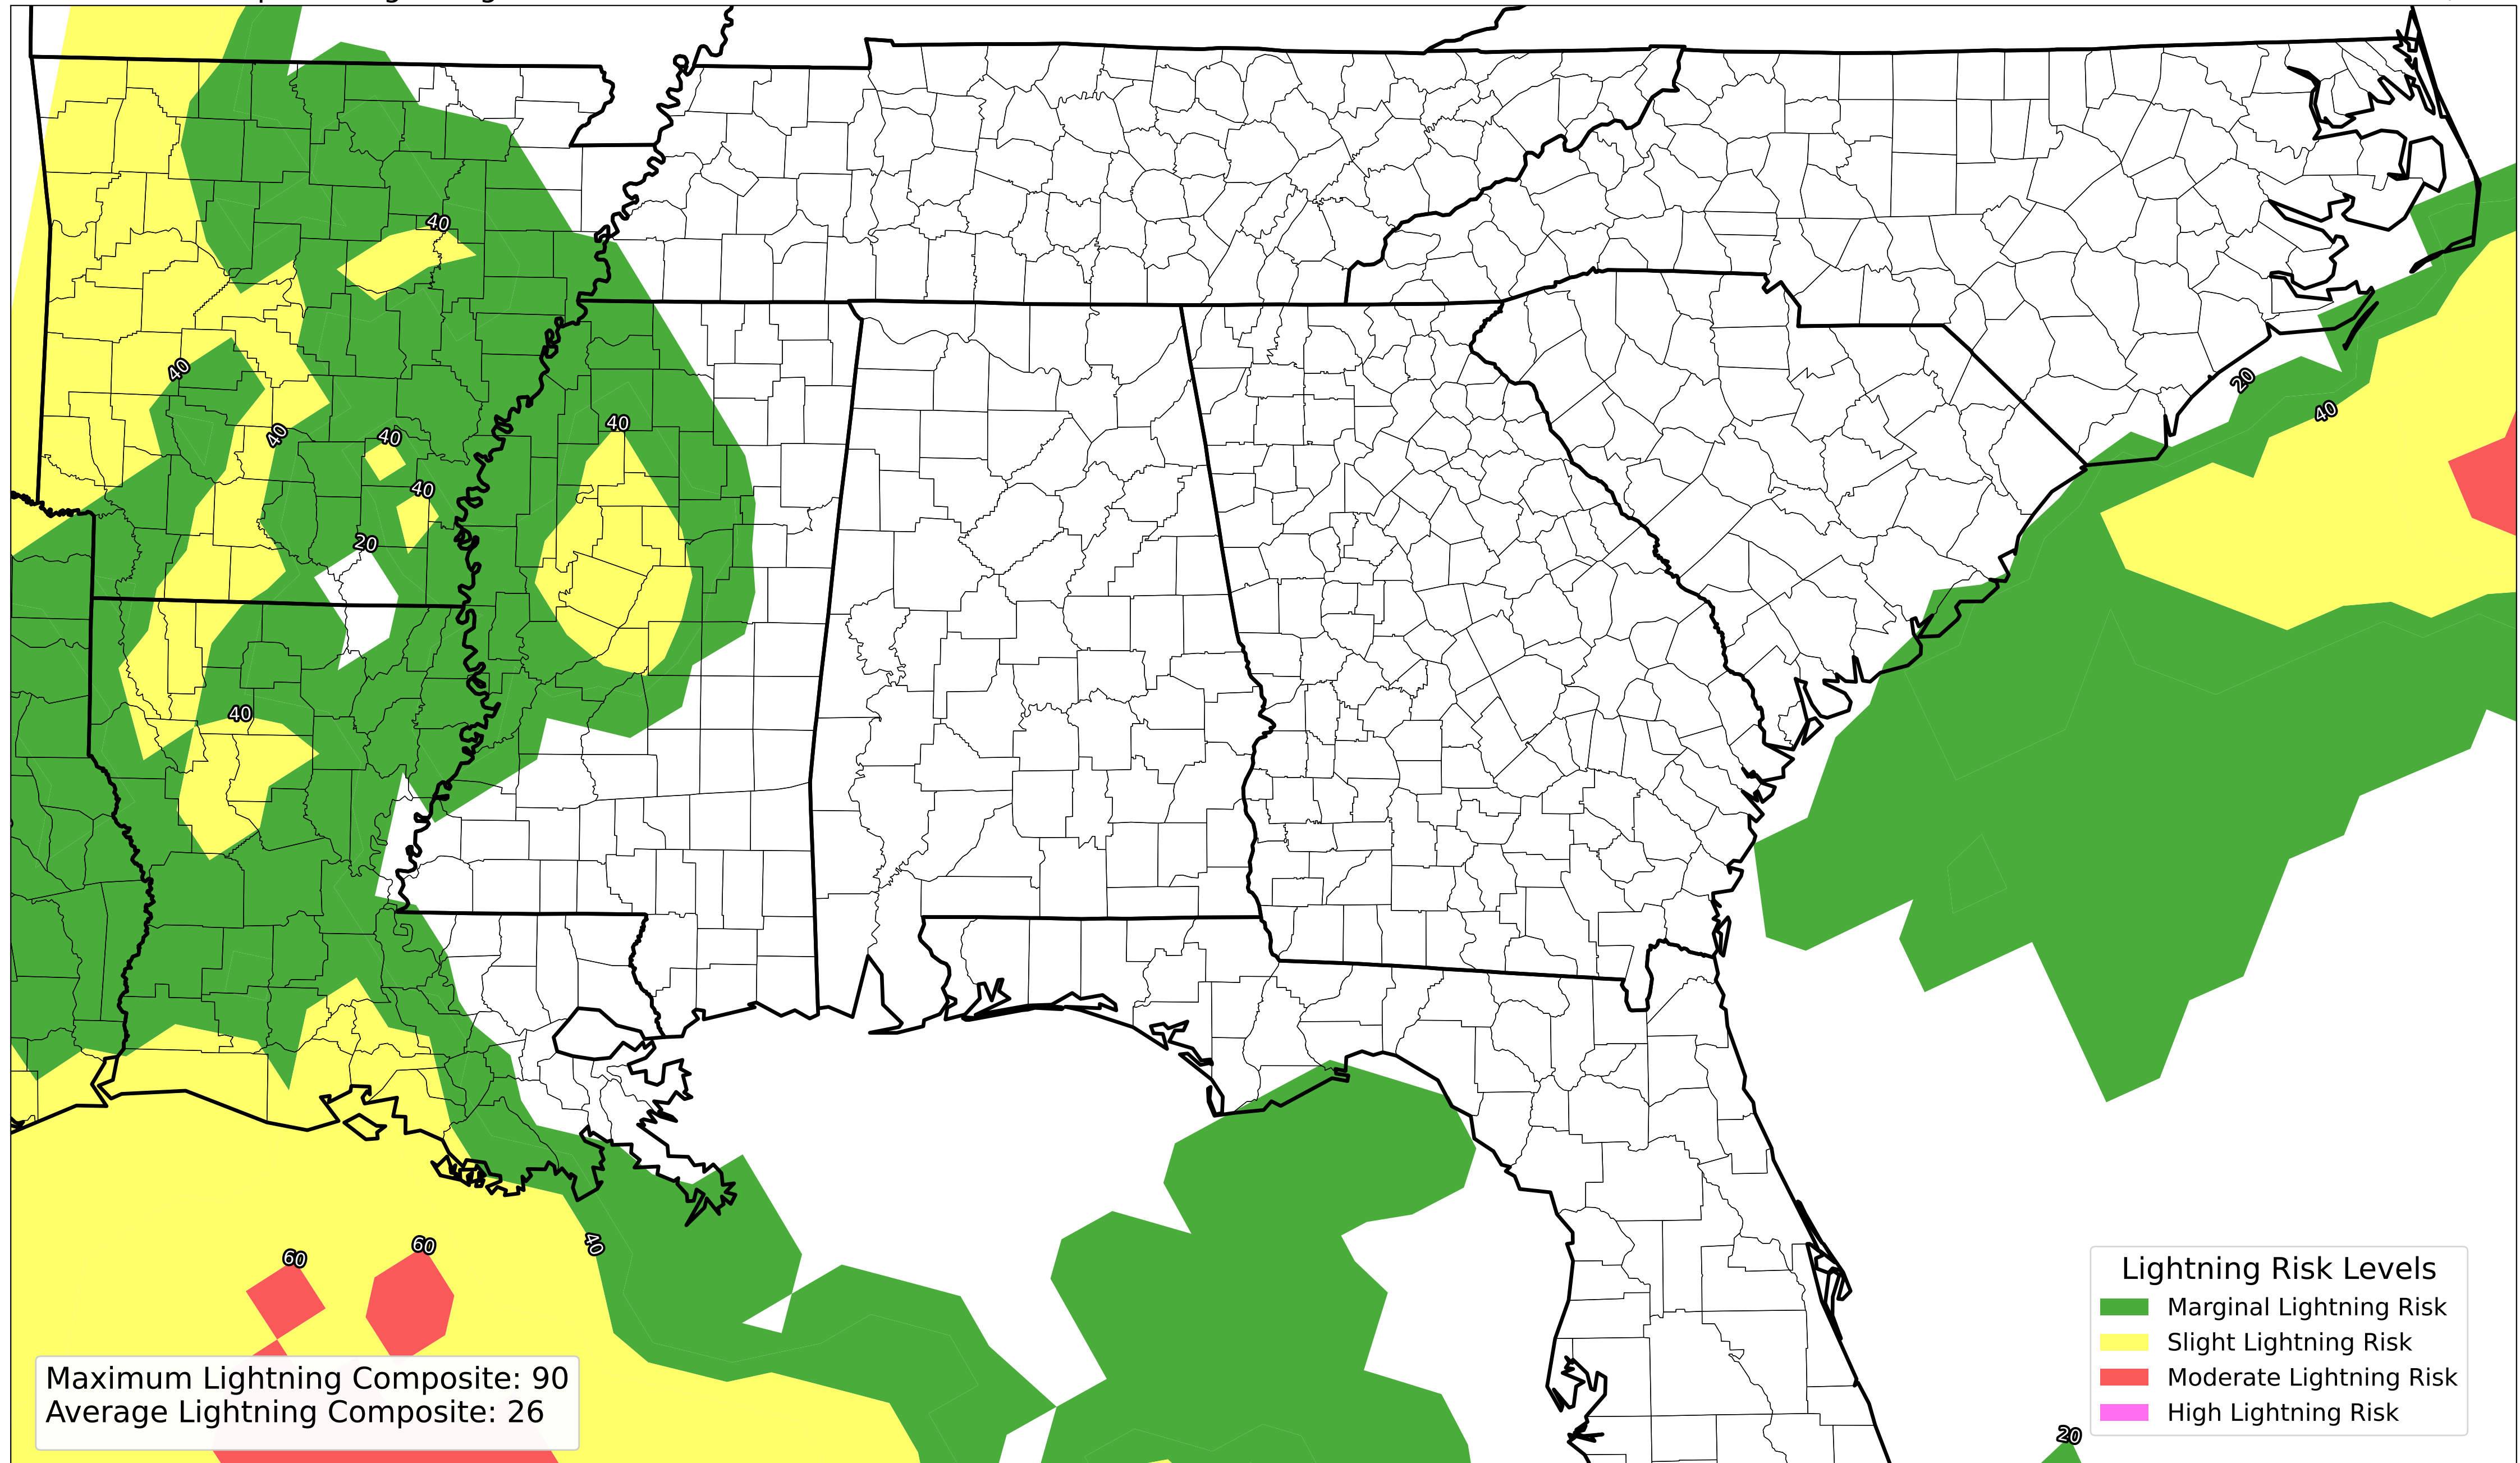 40
40
40
40
40
40
20
20
40
40
40
60
60
Lightning Risk Levels
Marginal Lightning Risk
Slight Lightning Risk
Moderate Lightning Risk
High Lightning Risk
Maximum Lightning Composite: 90
Average Lightning Composite: 26
20